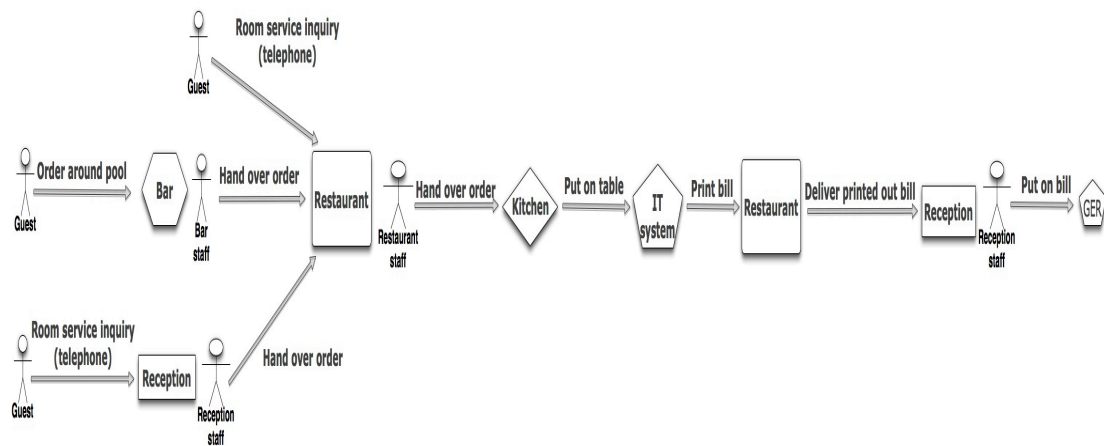 Room service inquiry
(telephone)
Guest
Order around pool
Guest
Bar
Bar
staff
Hand over order
Restaurant
Restaurant
staff
Hand over order
Kitchen
Put on table
IT
system
Print bill
Restaurant
Deliver printed out bill
Reception
Reception
staff
Put on bill
GER
Room service inquiry
(telephone)
Guest
Reception
Reception
staff
Hand over order